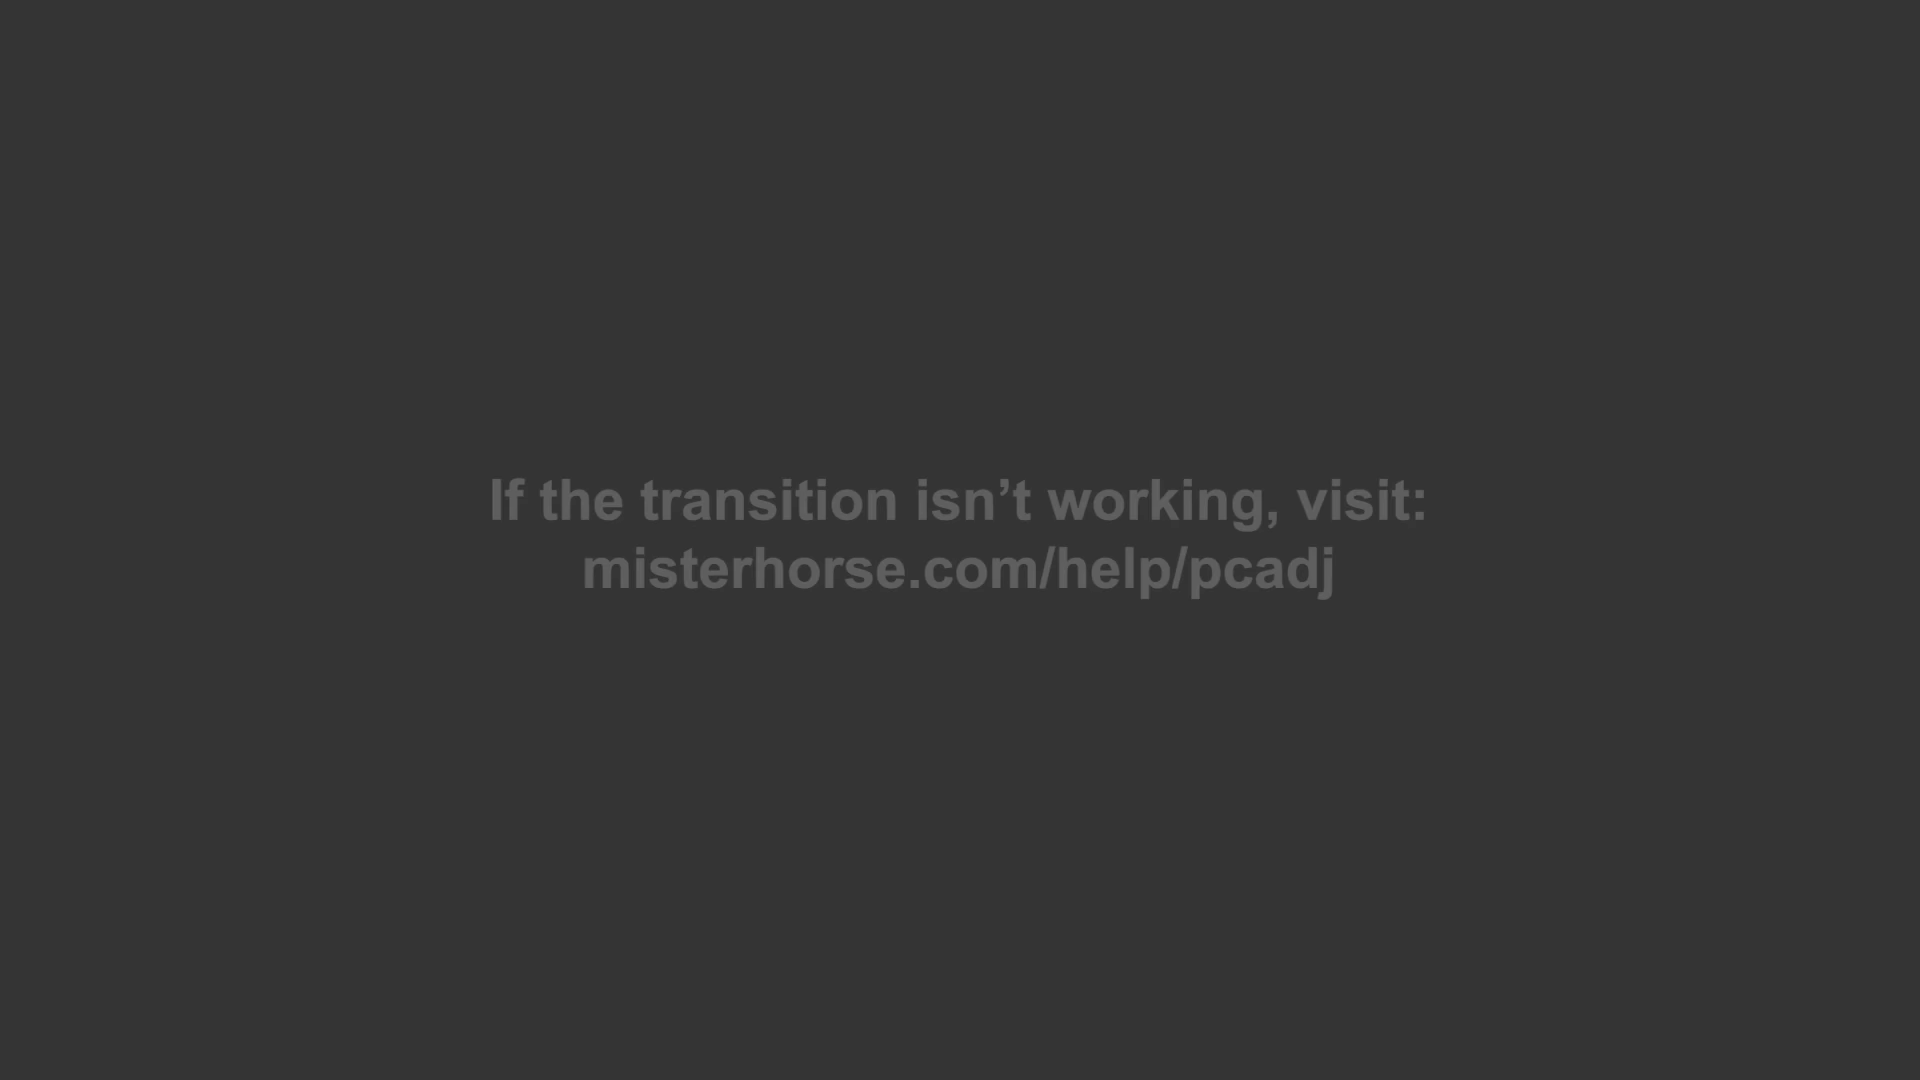 If the transition isn’t working, visit:
misterhorse.com/help/pcadj